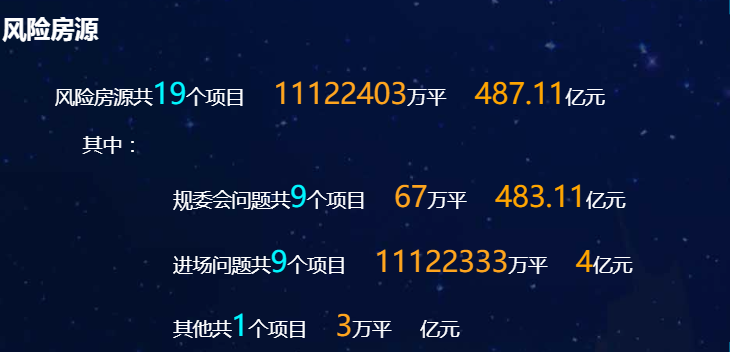 风险房源
风险房源共19个项目 11122403万平 487.11亿元
其中：
规委会问题共9个项目 67万平 483.11亿元
进场问题共9个项目 11122333万平 4亿元
其他共1个项目 3万平 亿元